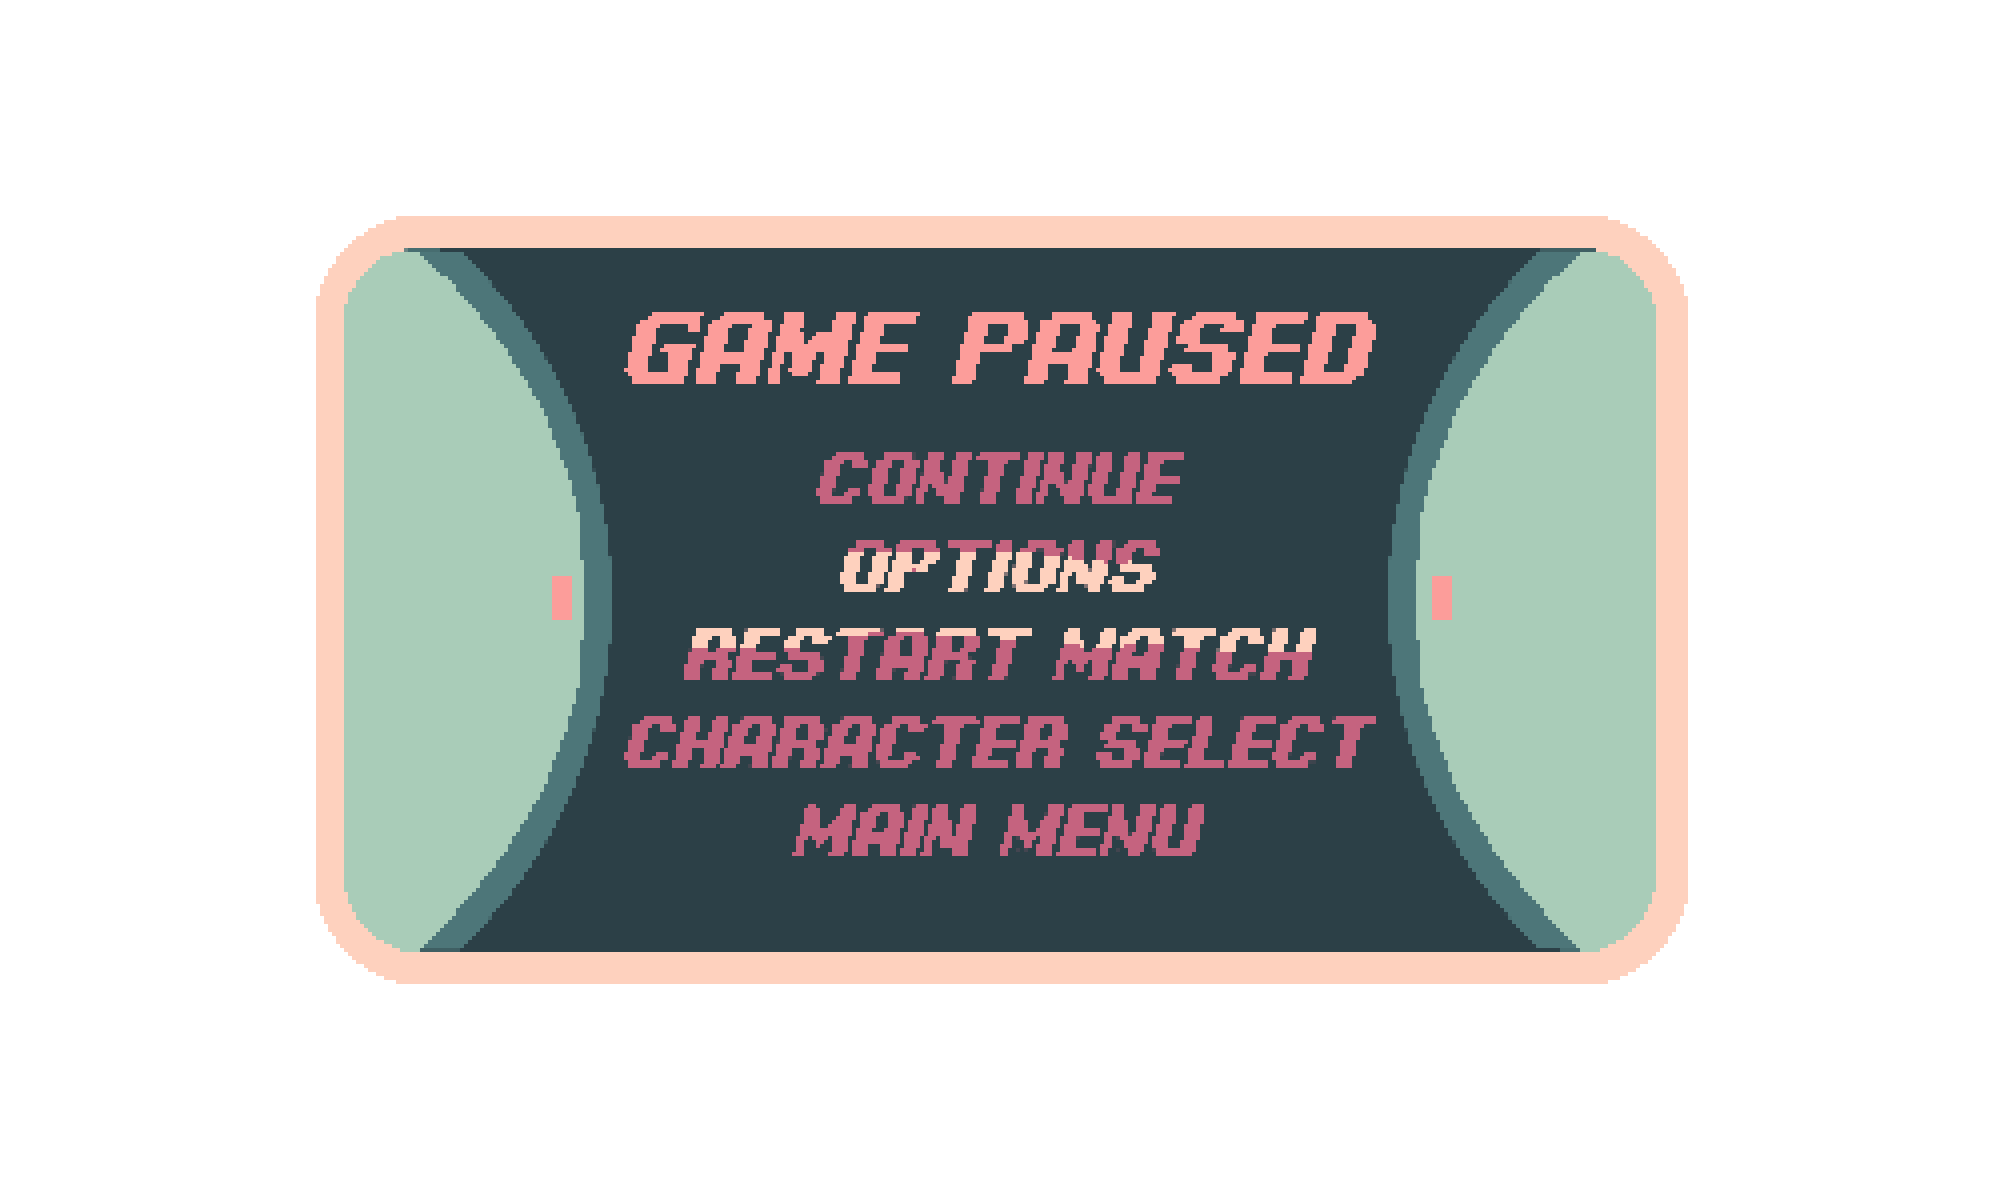 GAME PAUSED
CONTINUE
OPTIONS
RESTART MATCH
CHARACTER SELECT
MAIN MENU